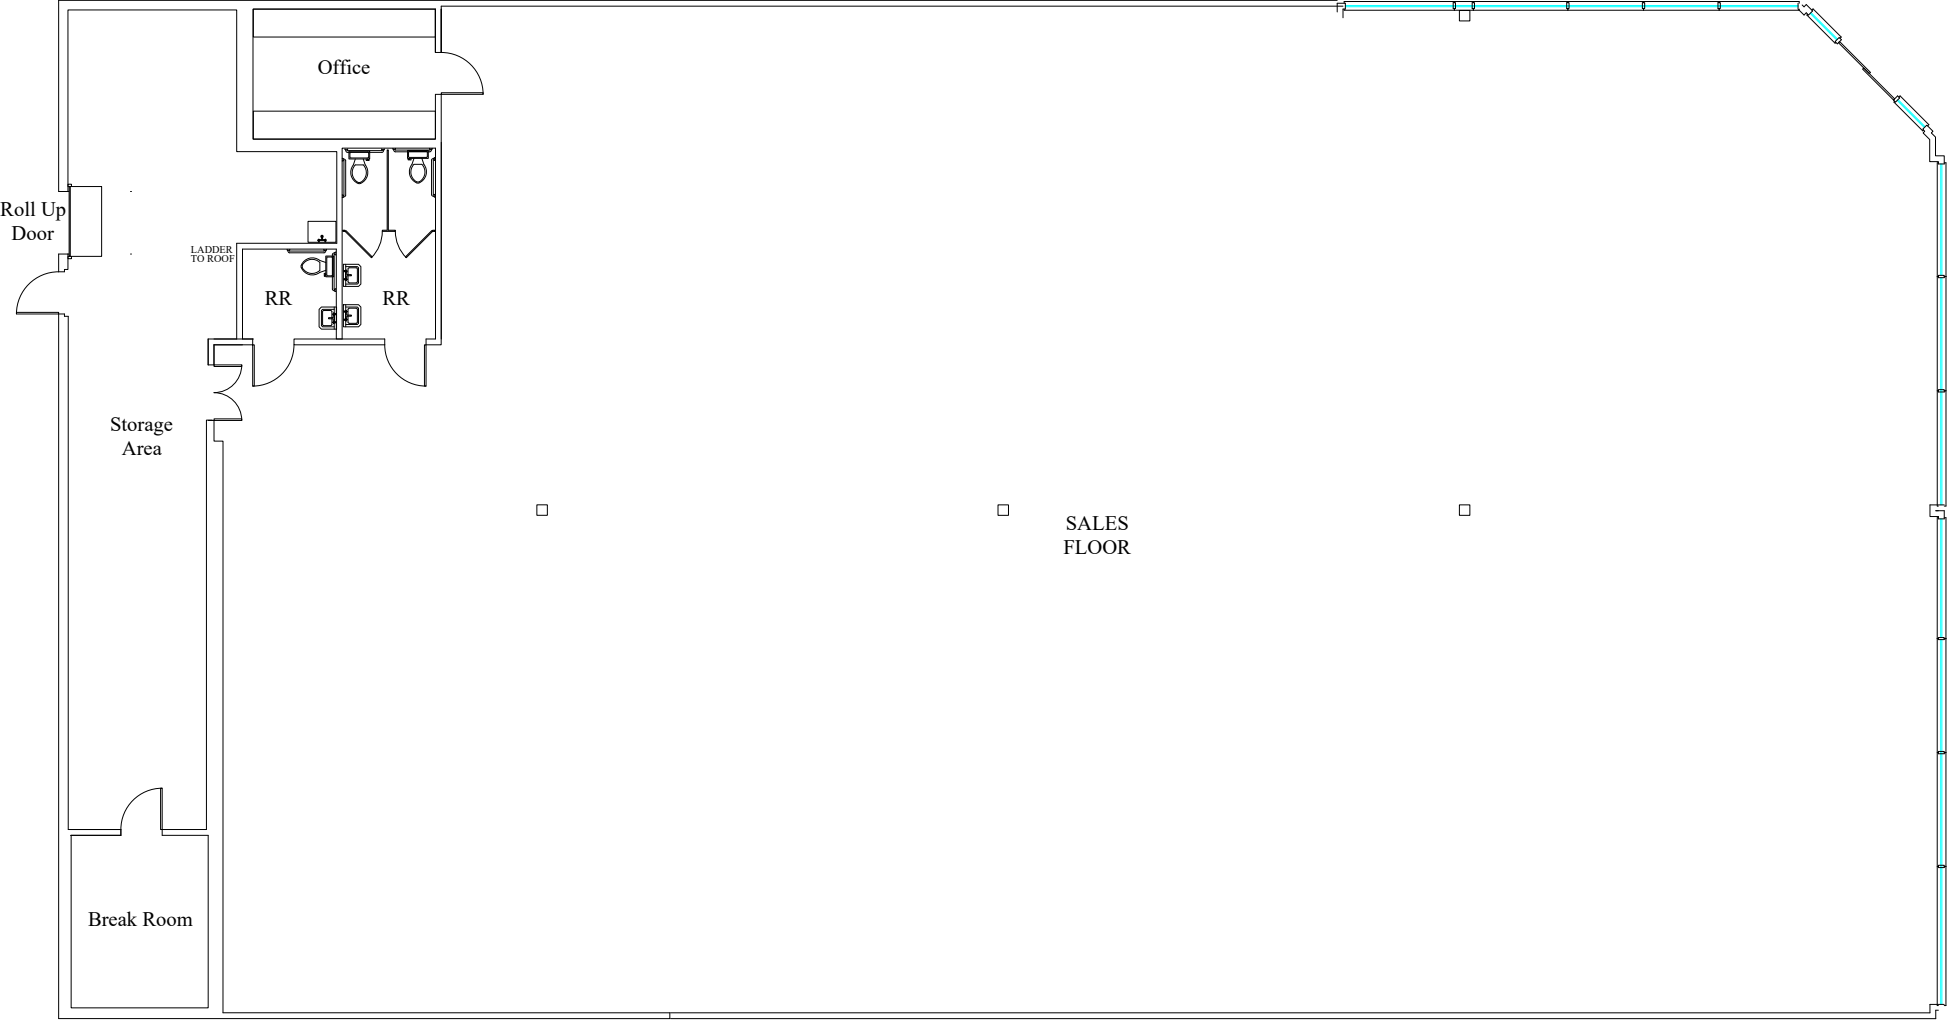 Office
Roll Up
Door
LADDER
TO ROOF
RR
RR
Storage
Area
SALES
FLOOR
Break Room